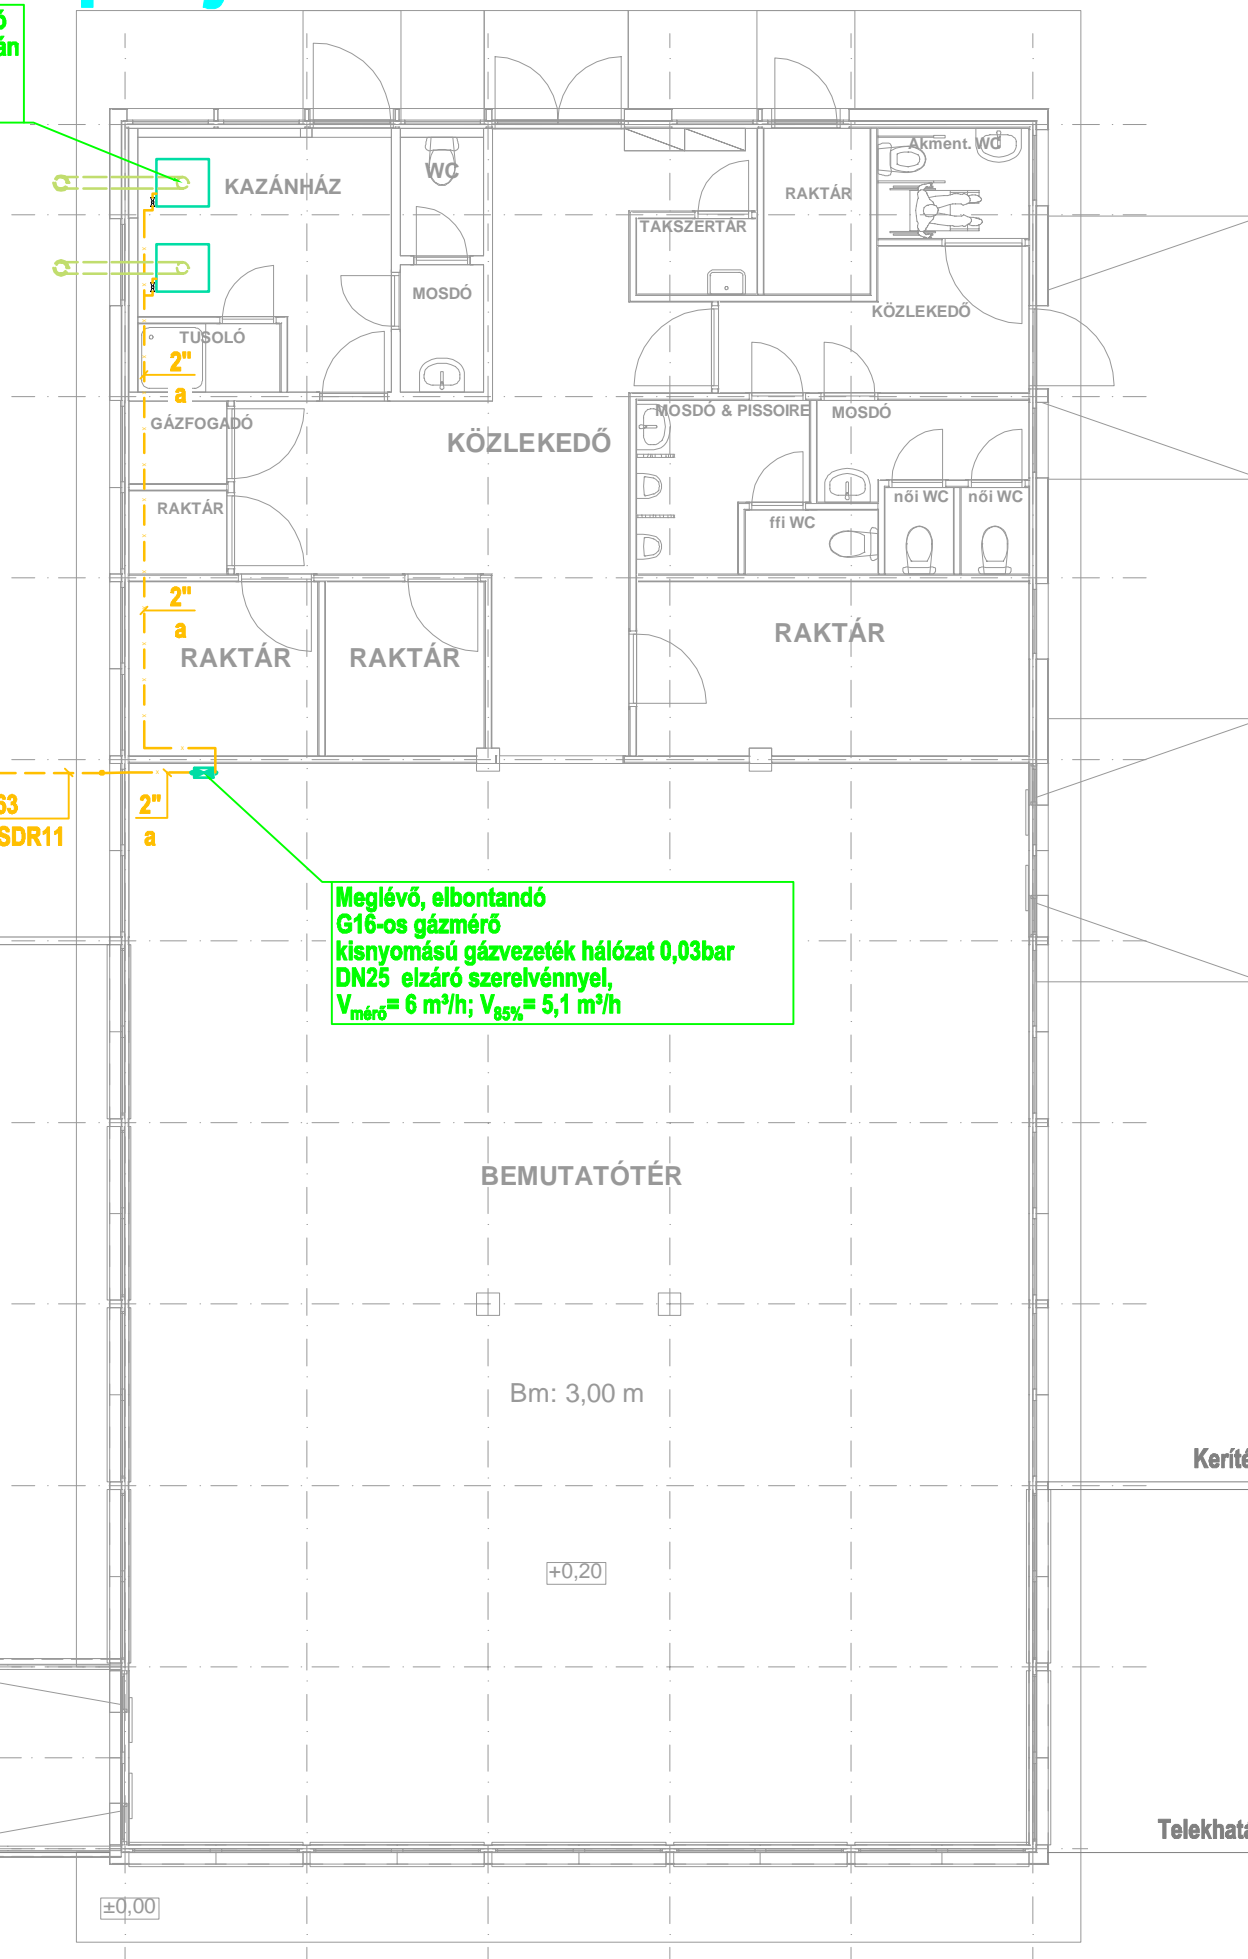 KAZÁNHÁZ
WC
RAKTÁR
Akment. WC
TAKSZERTÁR
MOSDÓ
KÖZLEKEDŐ
TUSOLÓ
2"
a
GÁZFOGADÓ
KÖZLEKEDŐ
MOSDÓ & PISSOIRE
MOSDÓ
RAKTÁR
női WC
női WC
ffi WC
2"
a
RAKTÁR
RAKTÁR
RAKTÁR
63
SDR11
2"
a
Meglévő, elbontandó
G16-os gázmérő
kisnyomású gázvezeték hálózat 0,03bar
DN25 elzáró szerelvénnyel,
Vmérő= 6 m³/h; V85%= 5,1 m³/h
BEMUTATÓTÉR
Bm: 3,00 m
Keríté
+0,20
Telekhatá
±0,00